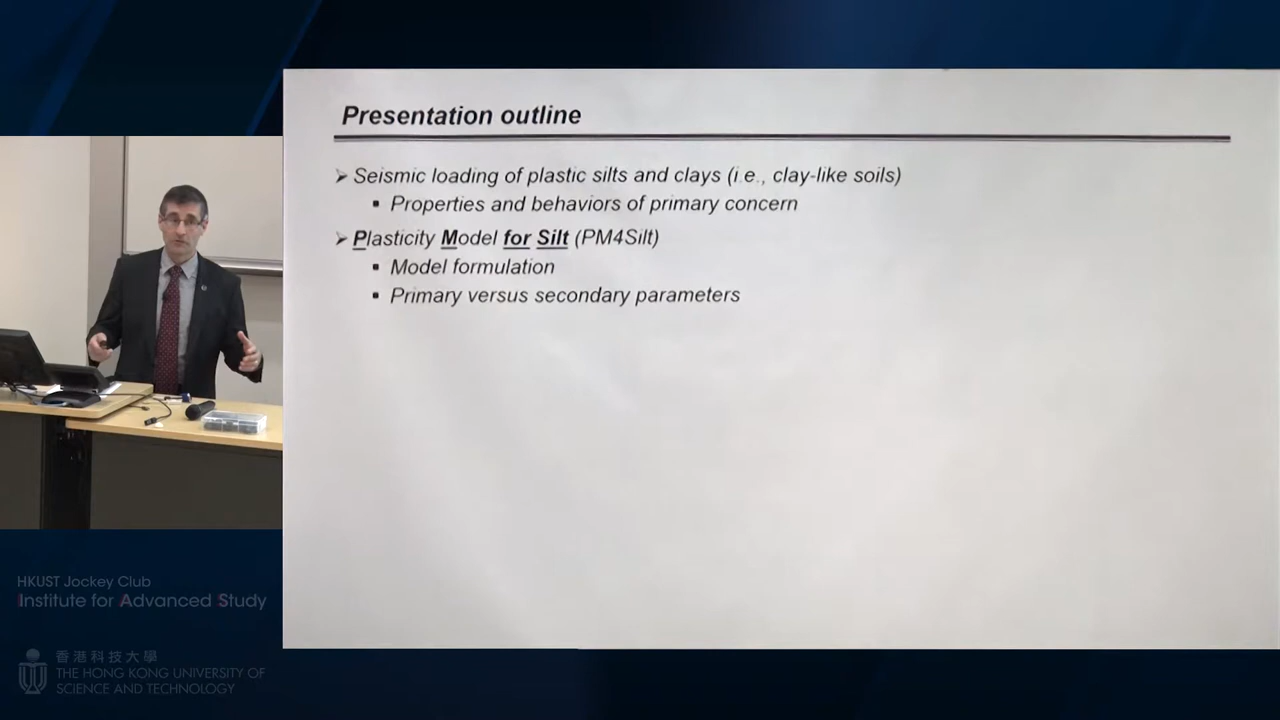 Presentation outline
➢ Seismic loading of plastic silts and clays (i.e., clay-like soils)
▪ Properties and behaviors of primary concern
➢ Plasticity Model for Silt (PM4Silt)
▪ Model formulation
▪ Primary versus secondary parameters
HKUST Jockey Club
Institute for Advanced Study
香港科技大學
THE HONG KONG UNIVERSITY OF
SCIENCE AND TECHNOLOGY